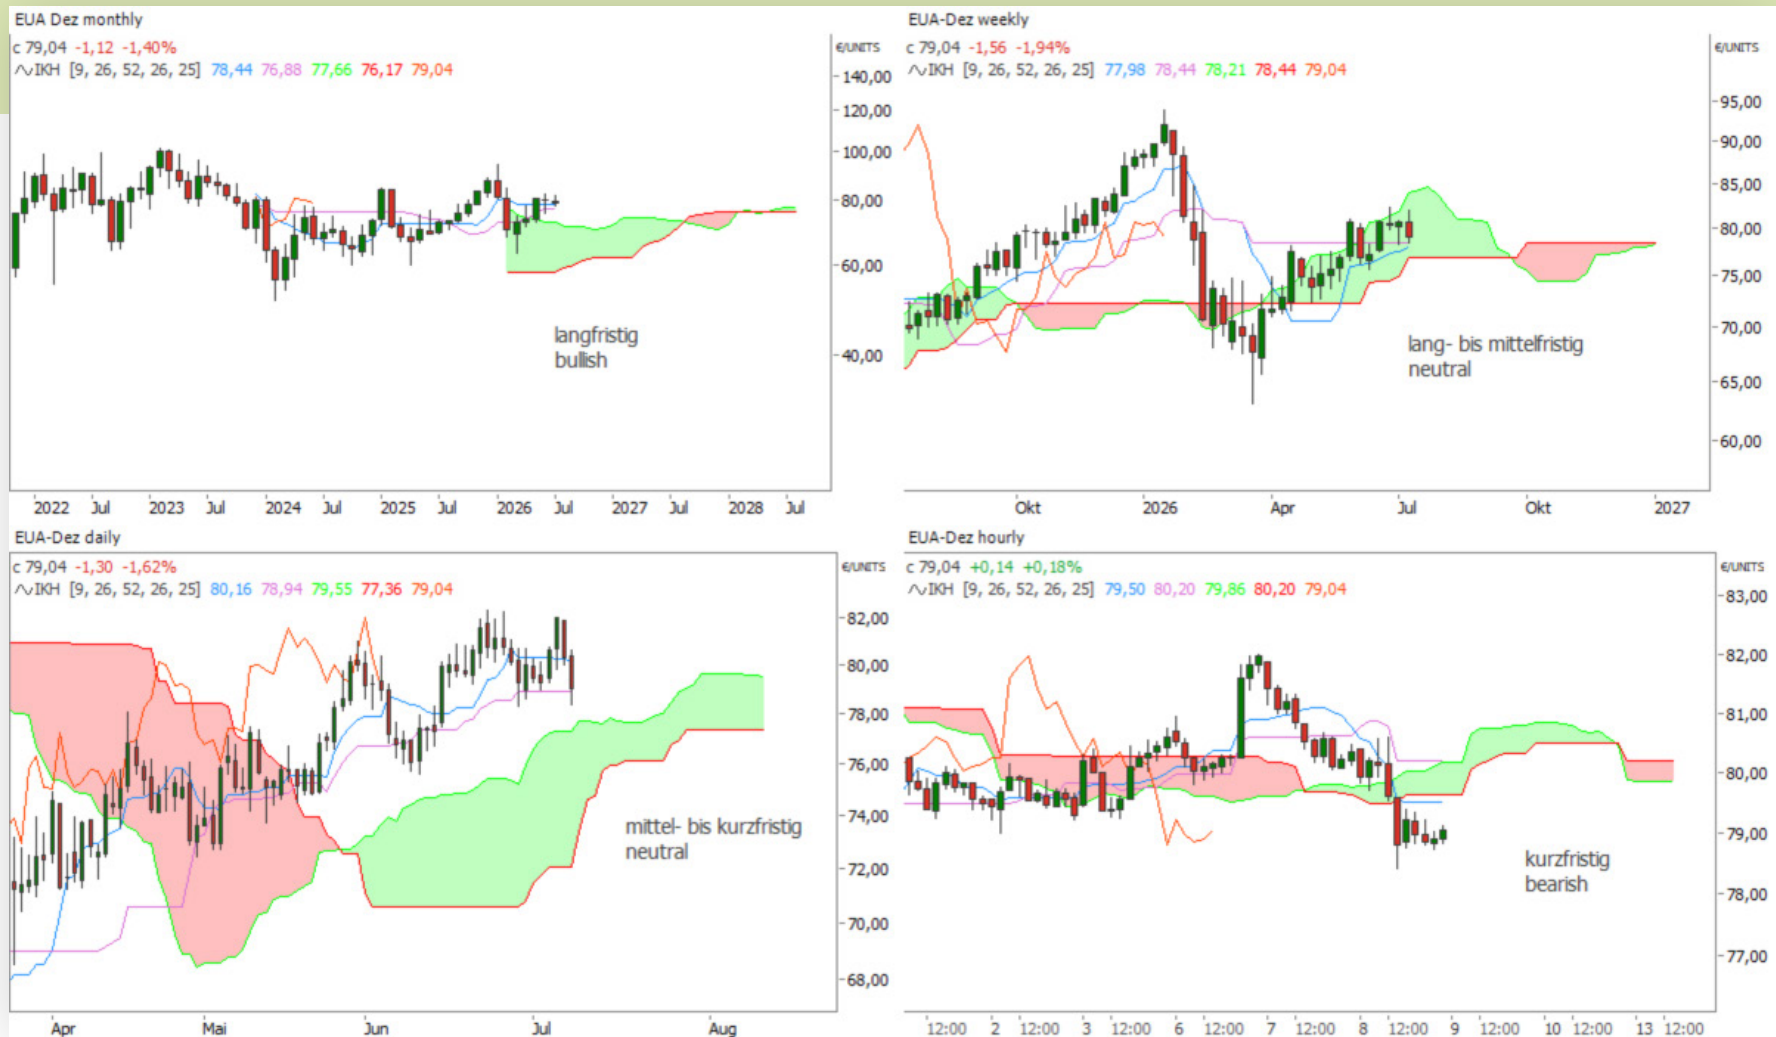 EUA Dez monthly
c 79,04 -1,12 -1,40%
IKH [9, 26, 52, 26, 25] 78,44 76,88 77,66 76,17 79,04
€/UNITS
140,00
120,00
100,00
80,00
60,00
40,00
langfristig
bullish
2022 Jul 2023 Jul 2024 Jul 2025 Jul 2026 Jul 2027 Jul 2028 Jul
EUA-Dez weekly
c 79,04 -1,56 -1,94%
IKH [9, 26, 52, 26, 25] 77,98 78,44 78,21 78,44 79,04
€/UNITS
95,00
90,00
85,00
80,00
75,00
70,00
65,00
60,00
lang- bis mittelfristig
neutral
Okt 2026 Apr Jul Okt 2027
EUA-Dez daily
c 79,04 -1,30 -1,62%
IKH [9, 26, 52, 26, 25] 80,16 78,94 79,55 77,36 79,04
€/UNITS
82,00
80,00
78,00
76,00
74,00
72,00
70,00
68,00
mittel- bis kurzfristig
neutral
Apr Mai Jun Jul Aug
EUA-Dez hourly
c 79,04 +0,14 +0,18%
IKH [9, 26, 52, 26, 25] 79,50 80,20 79,86 80,20 79,04
€/UNITS
83,00
82,00
81,00
80,00
79,00
78,00
77,00
kurzfristig
bearish
12:00 2 12:00 3 12:00 6 12:00 7 12:00 8 12:00 9 12:00 10 12:00 13 12:00